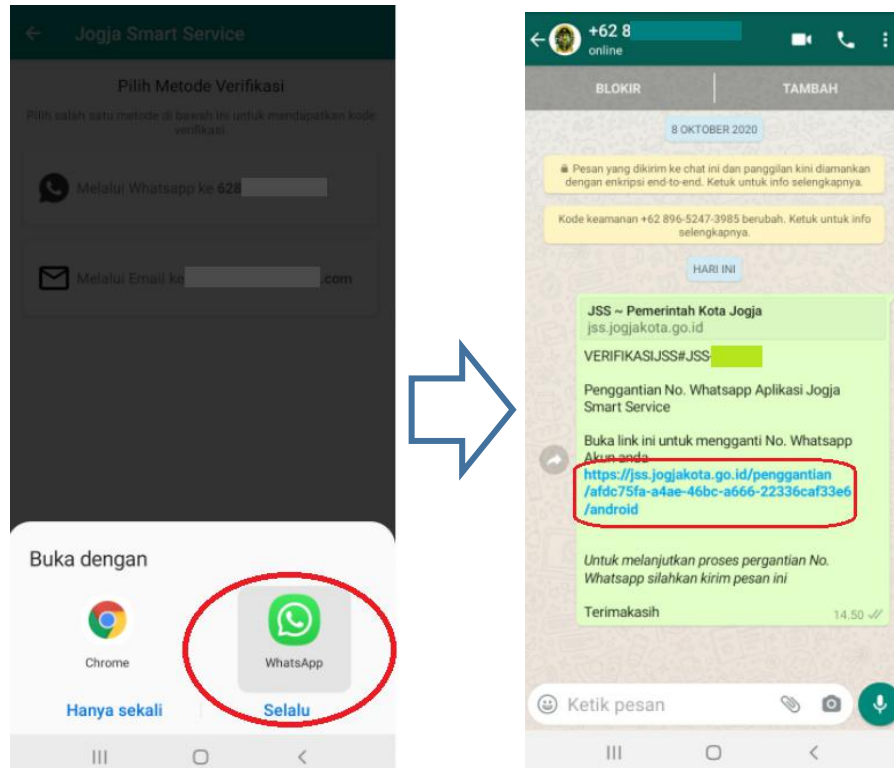 Jogja Smart Service
Pilih Metode Verifikasi
Pilih salah satu metode di bawah ini untuk mendapatkan kode
verifikasi.
Melalui Whatsapp ke 628
Melalui Email ke .com
Buka dengan
Chrome
WhatsApp
Hanya sekali
Selalu
+62 8
online
BLOKIR
TAMBAH
8 OKTOBER 2020
Pesan yang dikirim ke chat ini dan panggilan kini diamankan
dengan enkripsi end-to-end. Ketuk untuk info selengkapnya.
Kode keamanan +62 896-5247-3985 berubah. Ketuk untuk info
selengkapnya.
HARI INI
JSS ~ Pemerintah Kota Jogja
jss.jogjakota.go.id
VERIFIKASIJSS#JSS-
Penggantian No. Whatsapp Aplikasi Jogja
Smart Service
Buka link ini untuk mengganti No. Whatsapp
Akun anda
https://jss.jogjakota.go.id/penggantian
/afdc75fa-a4ae-46bc-a666-22336caf33e6
/android
Untuk melanjutkan proses pergantian No.
Whatsapp silahkan kirim pesan ini
Terimakasih
14.50
Ketik pesan